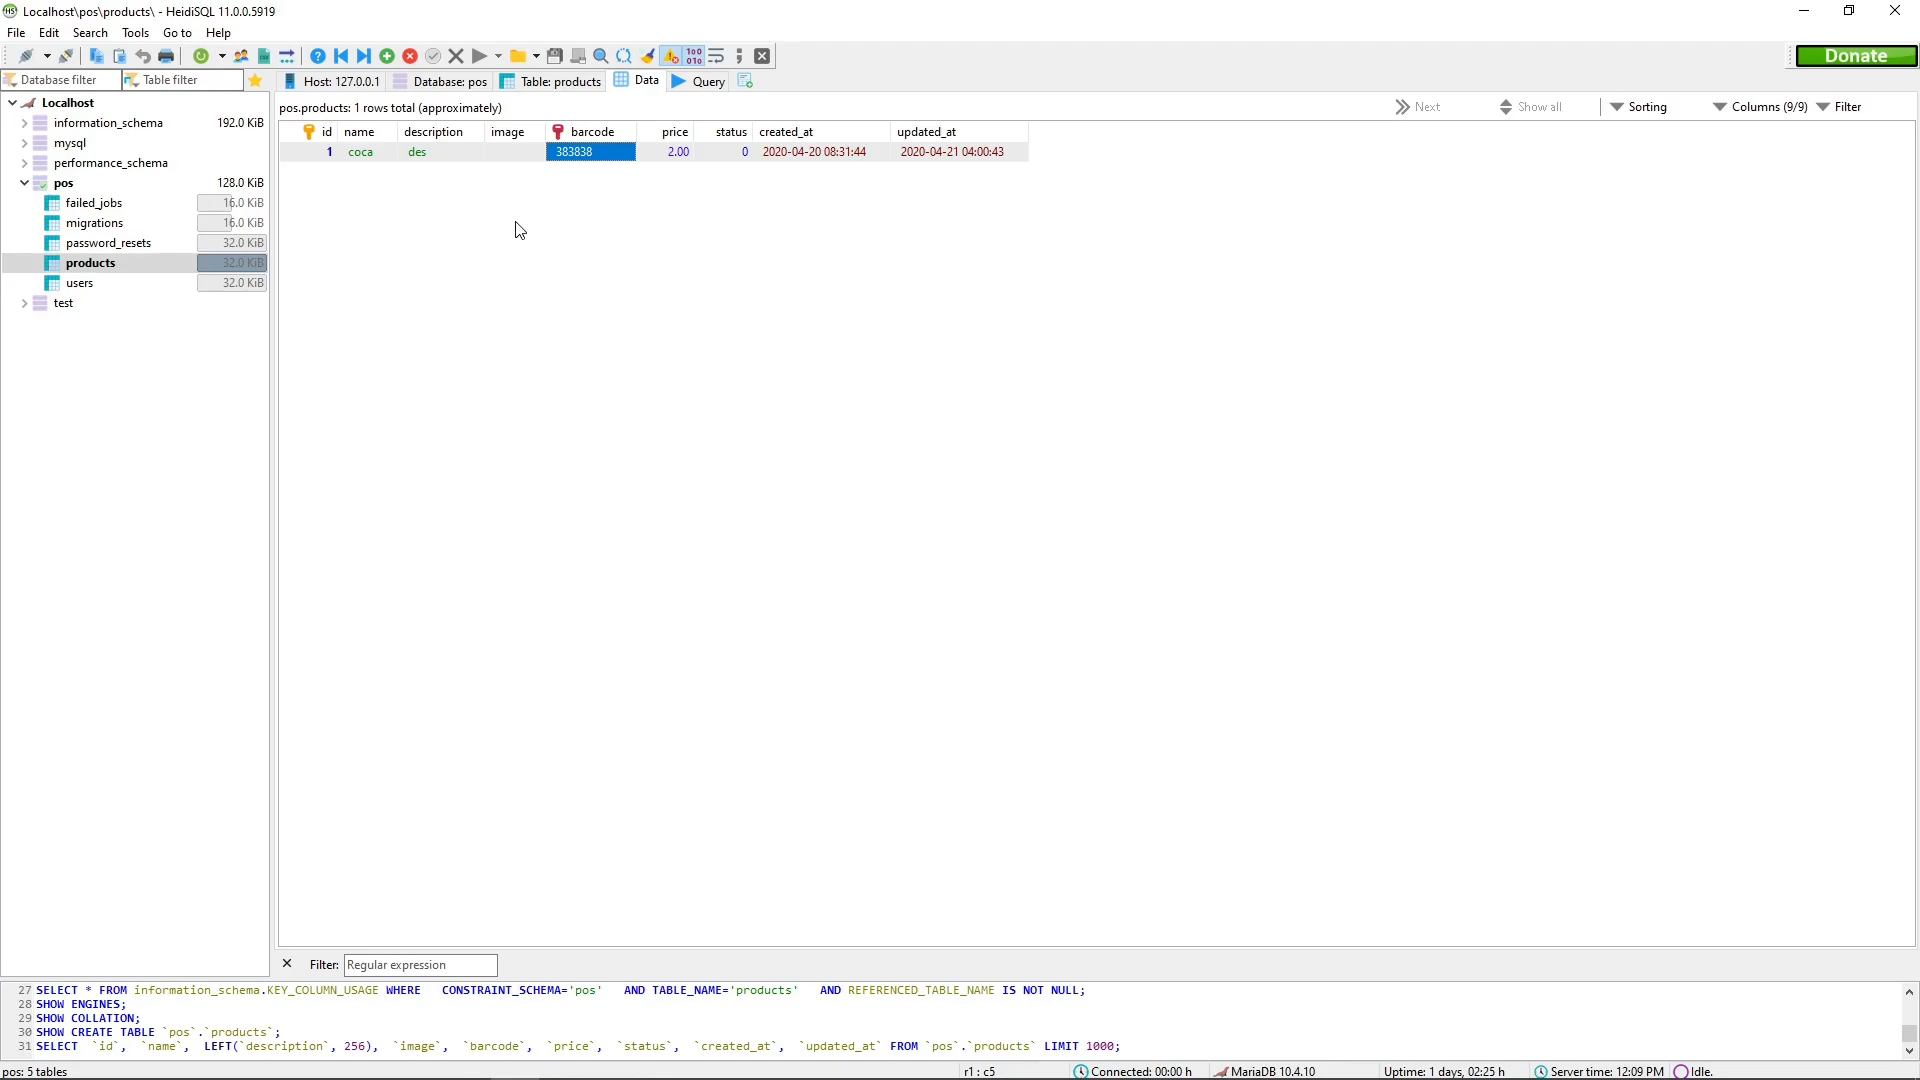 Localhost\pos\products\ - HeidiSQL 11.0.0.5919
File Edit Search Tools Go to Help
Donate
Database filter Table filter Host: 127.0.0.1 Database: pos Table: products Data Query
pos.products: 1 rows total (approximately) Next Show all Sorting Columns (9/9) Filter
Localhost
information_schema 192.0 KiB
mysql
performance_schema
pos 128.0 KiB
failed_jobs 16.0 KiB
migrations 16.0 KiB
password_resets 32.0 KiB
products 32.0 KiB
users 32.0 KiB
test
id name description image barcode price status created_at updated_at
1 coca des 383838 2.00 0 2020-04-20 08:31:44 2020-04-21 04:00:43
Filter: Regular expression
27 SELECT * FROM information_schema.KEY_COLUMN_USAGE WHERE CONSTRAINT_SCHEMA='pos' AND TABLE_NAME='products' AND REFERENCED_TABLE_NAME IS NOT NULL;
28 SHOW ENGINES;
29 SHOW COLLATION;
30 SHOW CREATE TABLE `pos`.`products`;
31 SELECT `id`, `name`, LEFT(`description`, 256), `image`, `barcode`, `price`, `status`, `created_at`, `updated_at` FROM `pos`.`products` LIMIT 1000;
pos: 5 tables r1 : c5 Connected: 00:00 h MariaDB 10.4.10 Uptime: 1 days, 02:25 h Server time: 12:09 PM Idle.